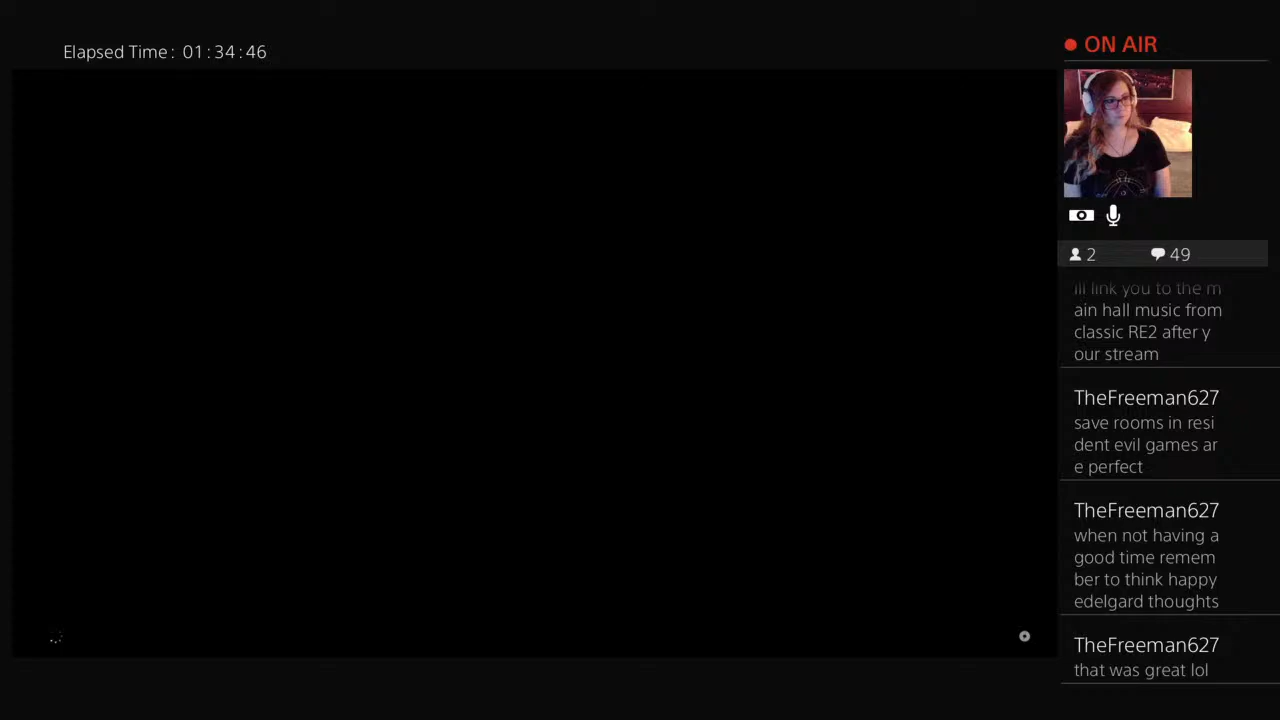 Elapsed Time: 01:34:46
ON AIR
2 49
ill link you to the m
ain hall music from
classic RE2 after y
our stream
TheFreeman627
save rooms in resi
dent evil games ar
e perfect
TheFreeman627
when not having a
good time remem
ber to think happy
edelgard thoughts
TheFreeman627
that was great lol